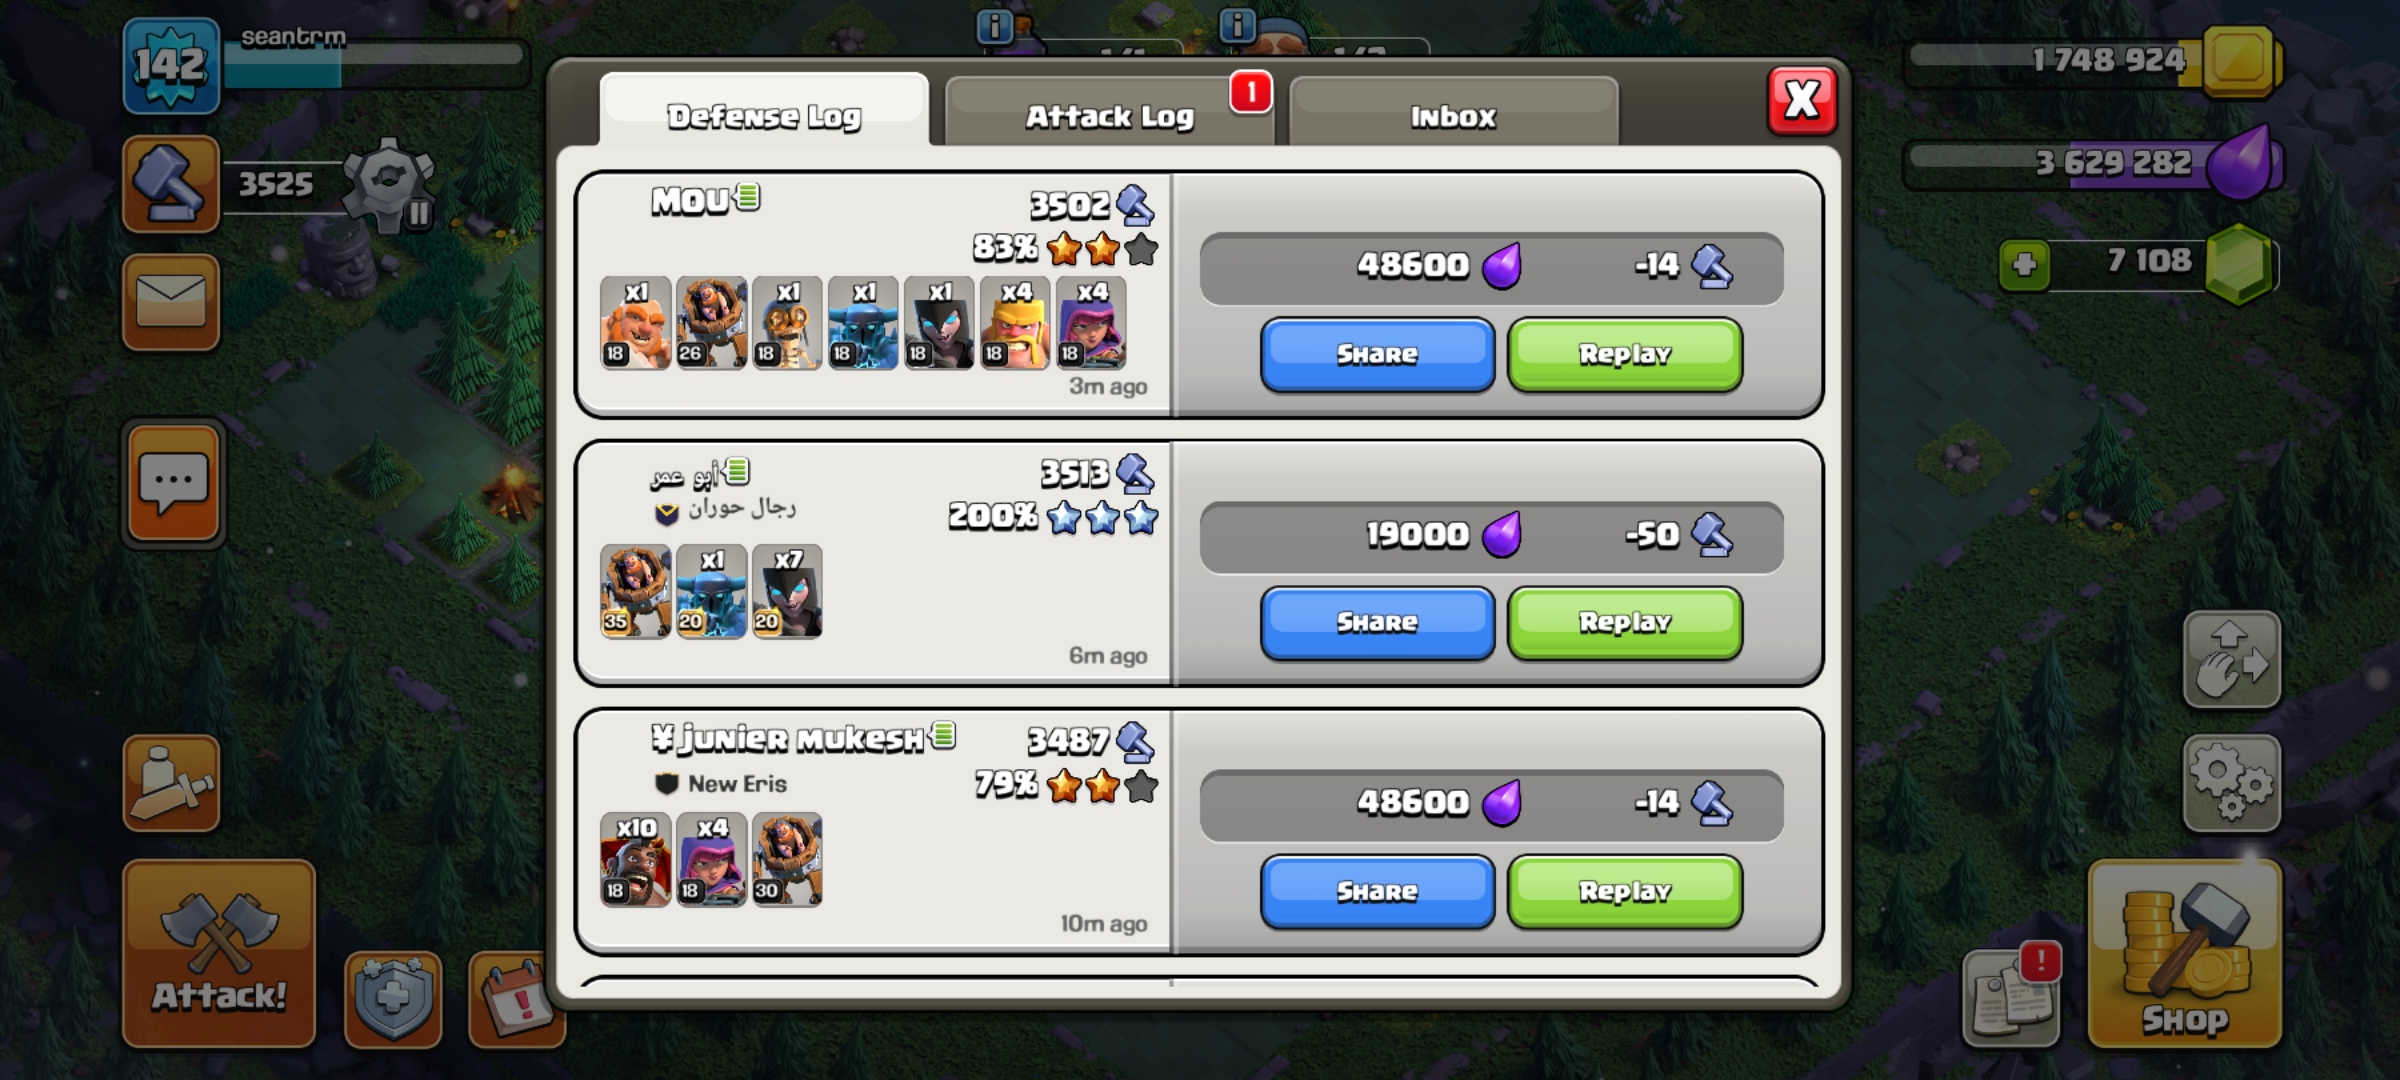 142
seantrm
1 748 924
3525
3 629 282
7 108
Defense Log
Attack Log
1
Inbox
X
Mou
3502
83%
x1
x1
x1
x1
x4
x4
18
26
18
18
18
18
18
3m ago
48600
-14
Share
Replay
أبو عمر
رجال حوران
3513
200%
x1
x7
35
20
20
6m ago
19000
-50
Share
Replay
¥ junier mukesh
New Eris
3487
79%
x10
x4
18
18
30
10m ago
48600
-14
Share
Replay
Attack!
!
!
Shop